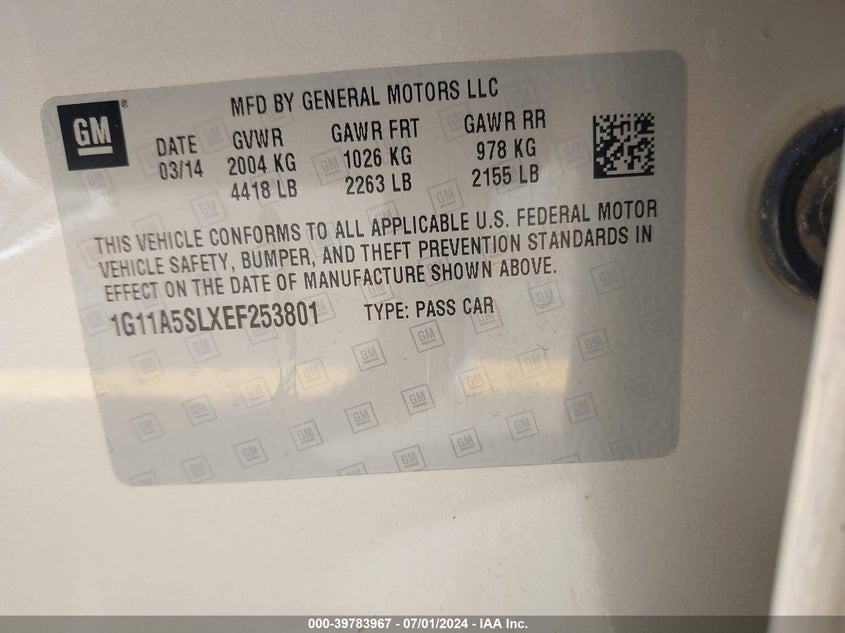 MFD BY GENERAL MOTORS LLC
GM®
DATE GVWR GAWR FRT GAWR RR
03/14 2004 KG 1026 KG 978 KG
4418 LB 2263 LB 2155 LB
THIS VEHICLE CONFORMS TO ALL APPLICABLE U.S. FEDERAL MOTOR
VEHICLE SAFETY, BUMPER, AND THEFT PREVENTION STANDARDS IN
EFFECT ON THE DATE OF MANUFACTURE SHOWN ABOVE.
1G11A5SLXEF253801 TYPE: PASS CAR
000-39783967 - 07/01/2024 - IAA Inc.